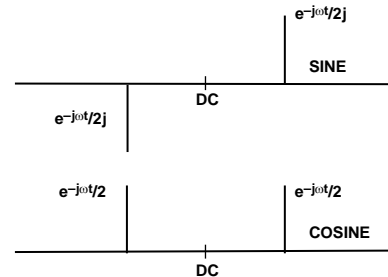 e–jωt/2j
SINE
DC
e–jωt/2j
e–jωt/2
e–jωt/2
COSINE
DC